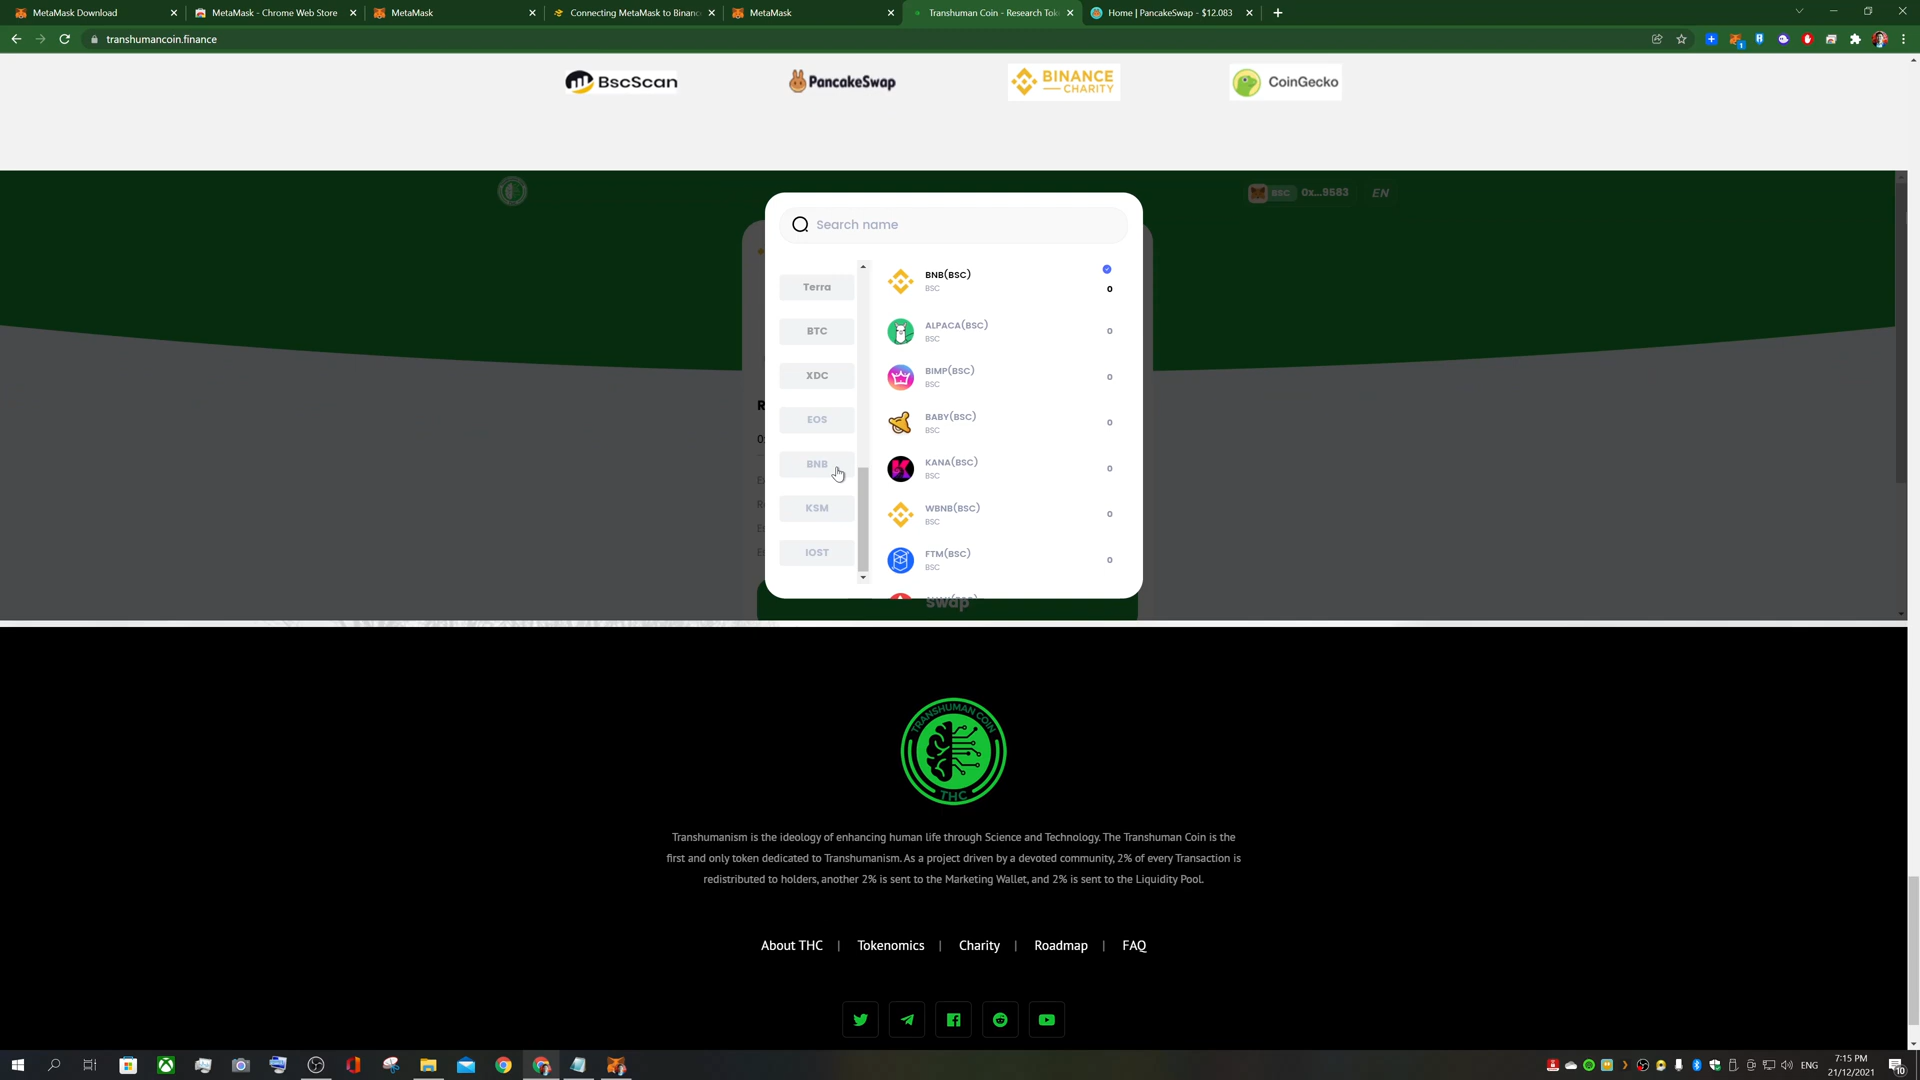 MetaMask Download
MetaMask - Chrome Web Store
MetaMask
Connecting MetaMask to Binanc
MetaMask
Transhuman Coin - Research Tok
Home | PancakeSwap - $12.083
transhumancoin.finance
BscScan
PancakeSwap
BINANCE
CHARITY
CoinGecko
BSC
0x...9583
EN
Search name
Terra
BTC
XDC
EOS
BNB
KSM
IOST
BNB(BSC)
BSC
0
ALPACA(BSC)
BSC
0
BIMP(BSC)
BSC
0
BABY(BSC)
BSC
0
KANA(BSC)
BSC
0
WBNB(BSC)
BSC
0
FTM(BSC)
BSC
0
swap
TRANSHUMAN COIN
THC
Transhumanism is the ideology of enhancing human life through Science and Technology. The Transhuman Coin is the
first and only token dedicated to Transhumanism. As a project driven by a devoted community, 2% of every Transaction is
redistributed to holders, another 2% is sent to the Marketing Wallet, and 2% is sent to the Liquidity Pool.
About THC | Tokenomics | Charity | Roadmap | FAQ
ENG
7:15 PM
21/12/2021
10